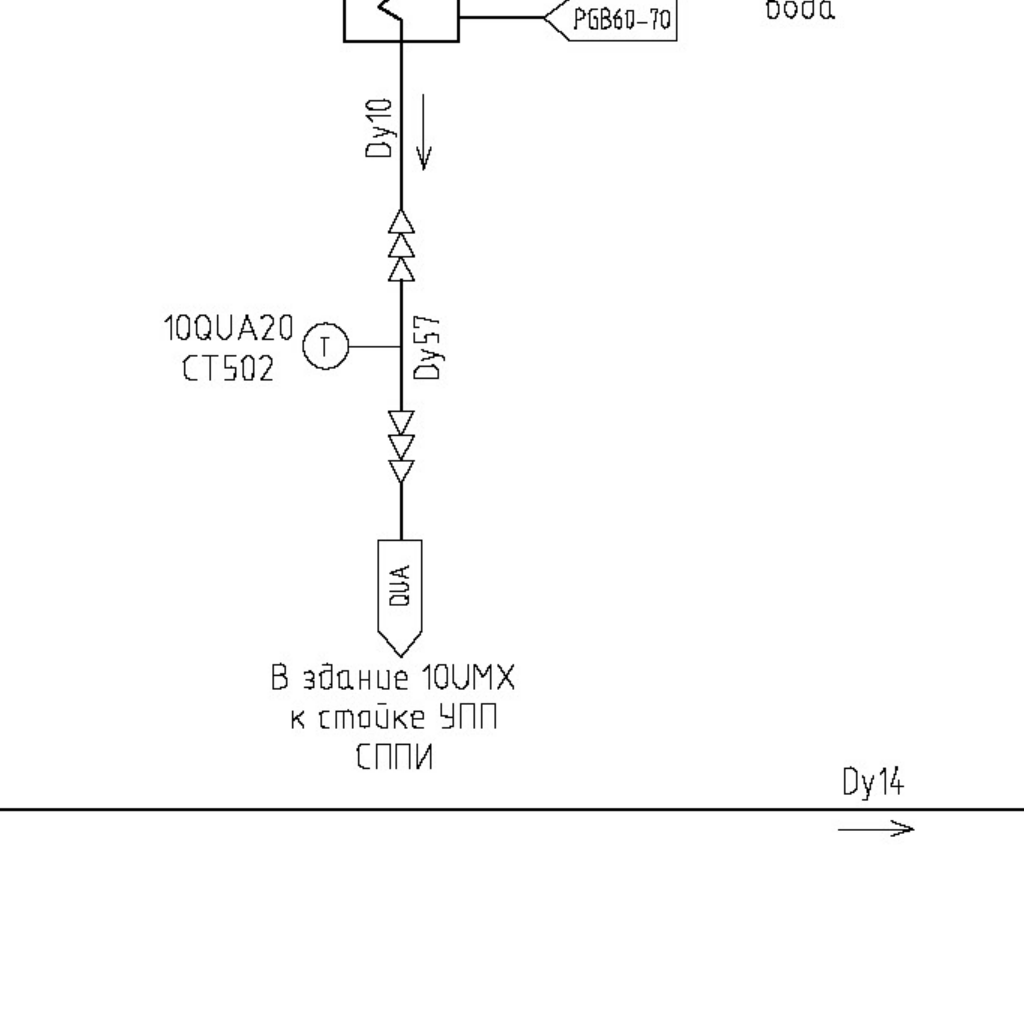 PGB60-70
вода
Dy10
10QUA20
CT502
T
Dy57
QUA
В здание 10UMX
к стойке УПП
СППИ
Dy14